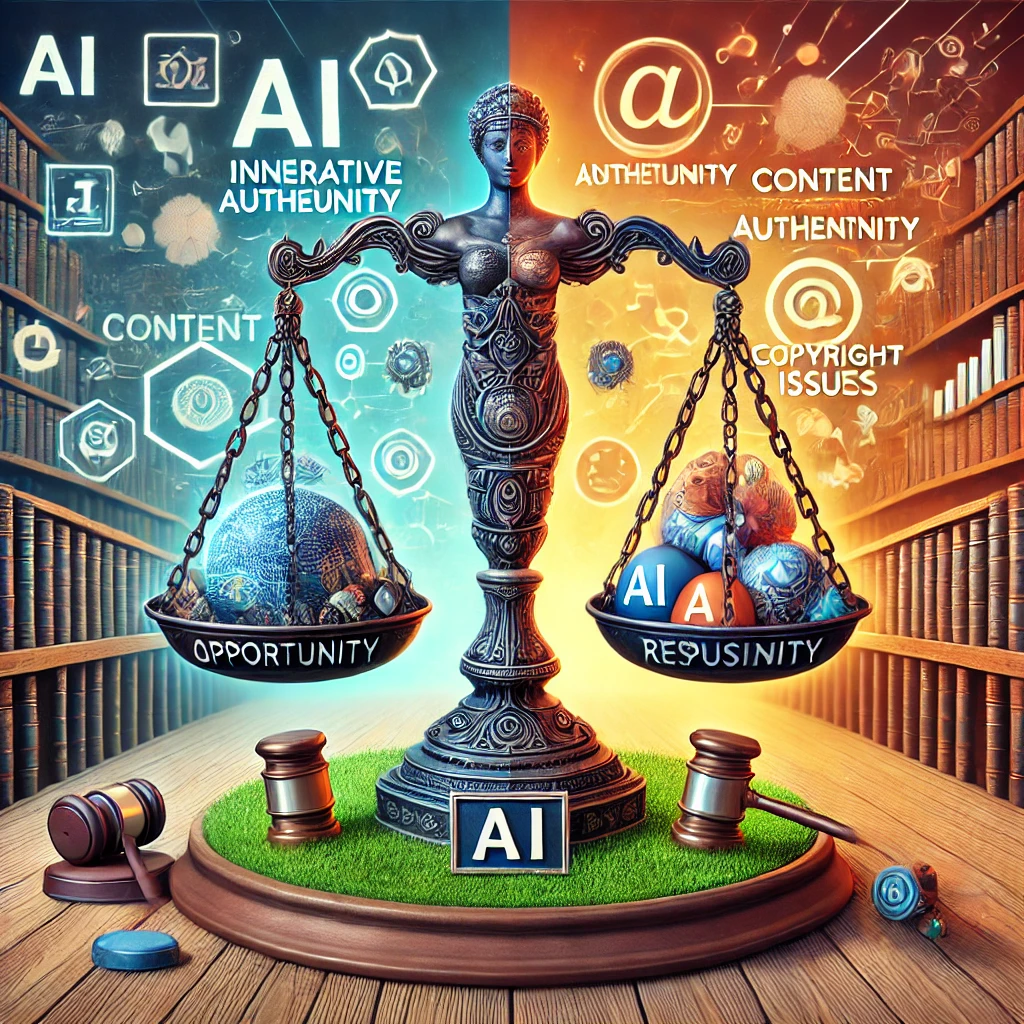 AI
AI
INNERATIVE
AUTHEUNITY
AUTHETUNITY
CONTENT
AUTHENTNITY
CONTENT
COPYRIGHT
ISSUES
OPPORTUNITY
AI
A
RESPUSINITY
AI